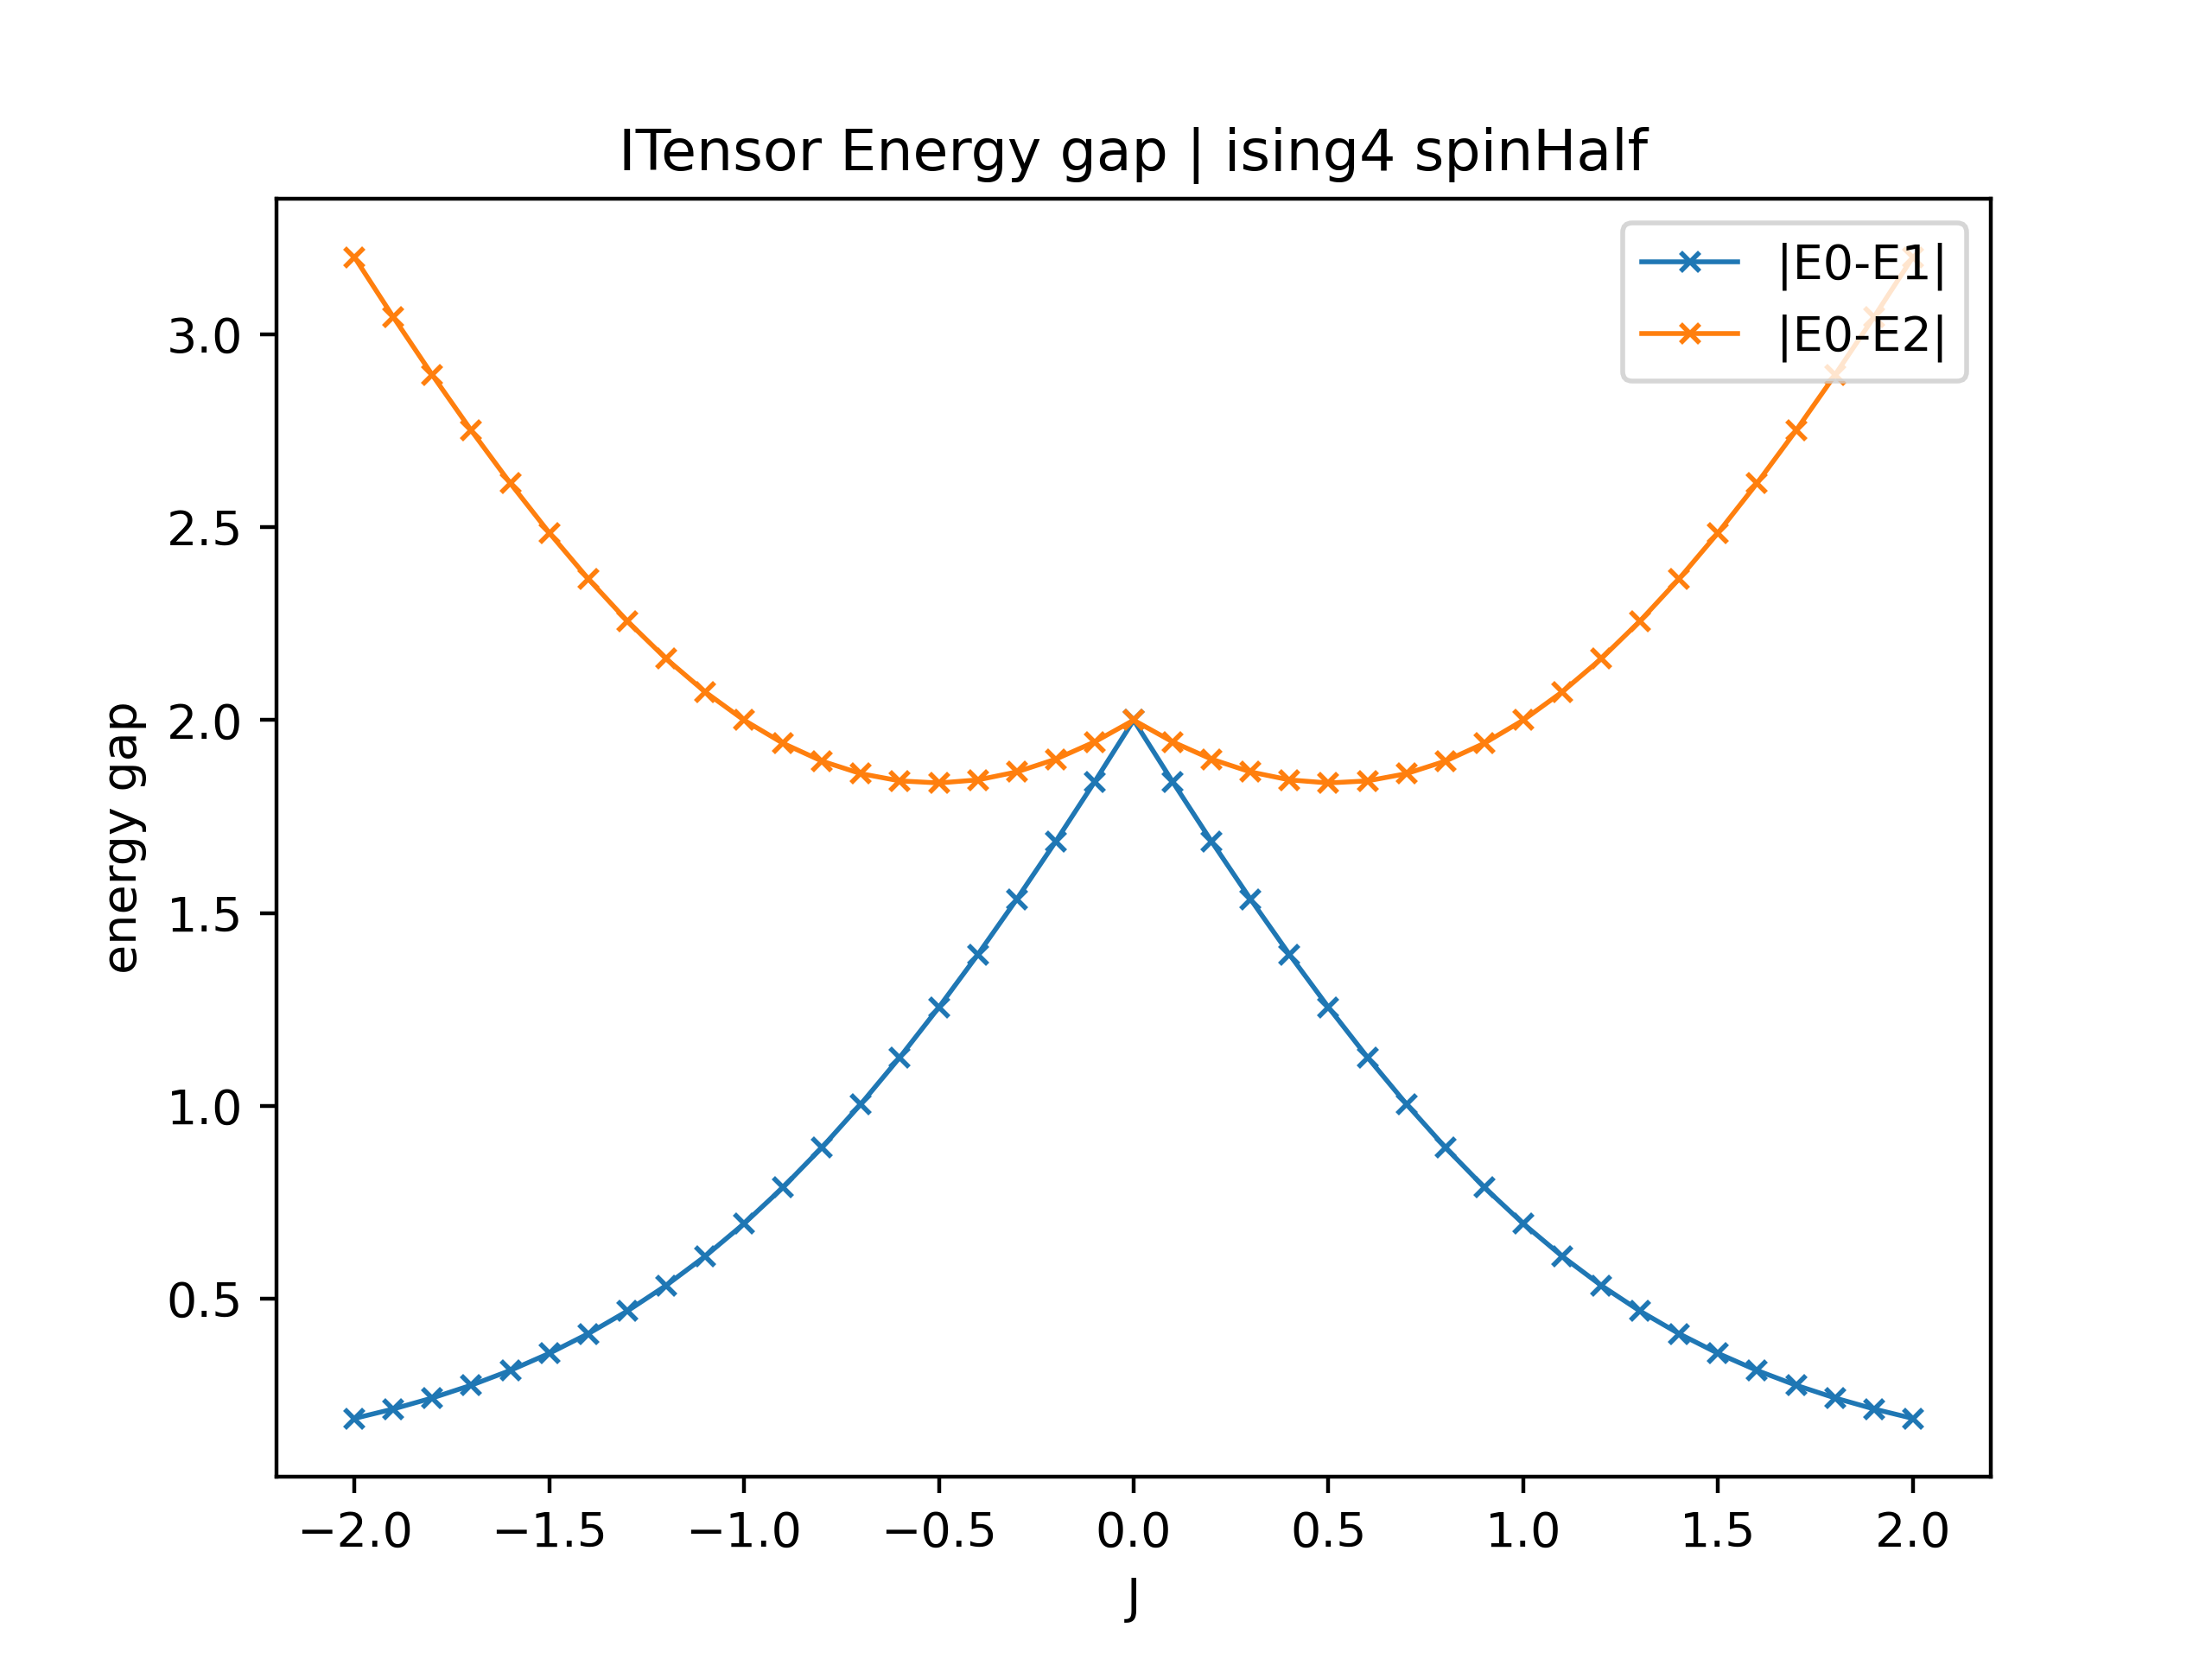 ITensor Energy gap | ising4 spinHalf
|E0-E1|
|E0-E2|
energy gap
3.0
2.5
2.0
1.5
1.0
0.5
−2.0 −1.5 −1.0 −0.5 0.0 0.5 1.0 1.5 2.0
J